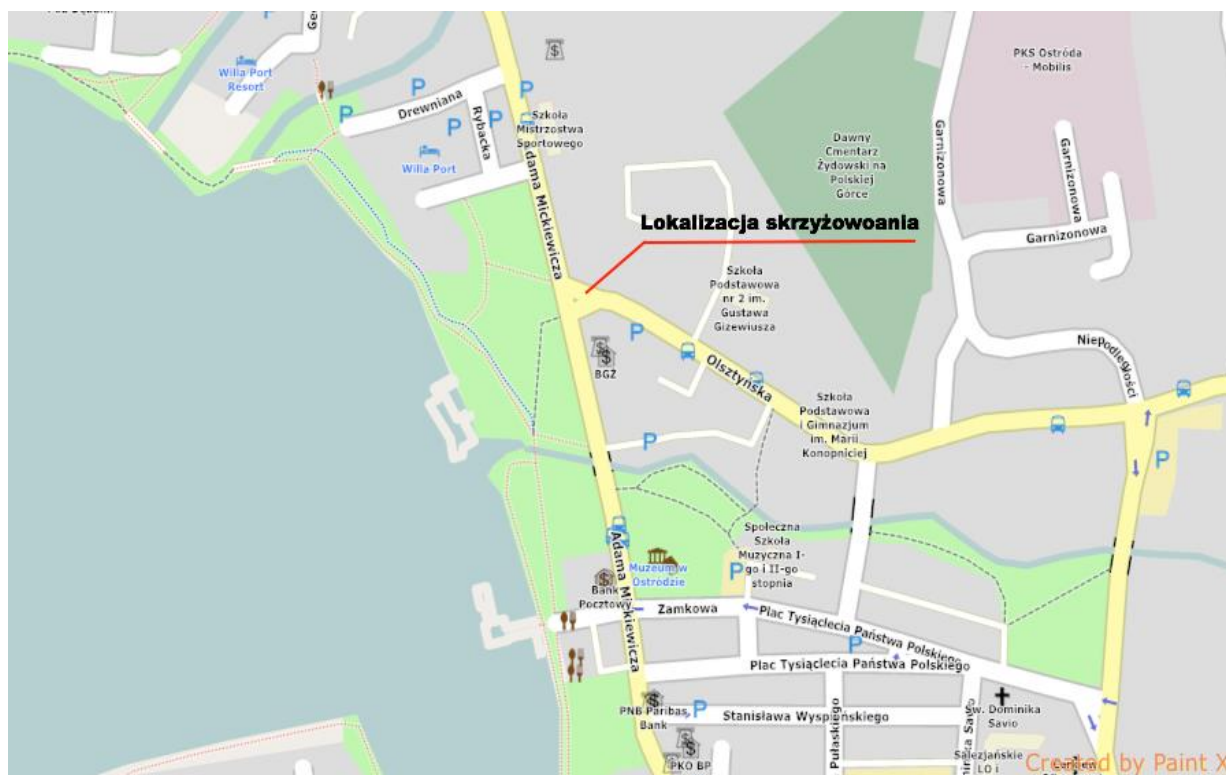 Willa Port
Resort
Drewniana
Rybacka
Willa Port
Szkoła
Mistrzostwa
Sportowego
Adama Mickiewicza
PKS Ostróda
- Mobilis
Dawny
Cmentarz
Żydowski na
Polskiej
Górce
Garnizonowa
Garnizonowa
Garnizonowa
Lokalizacja skrzyżowoania
Szkoła
Podstawowa
nr 2 im.
Gustawa
Gizewiusza
BGŻ
Olsztyńska
Niepodległości
Szkoła
Podstawowa
i Gimnazjum
im. Marii
Konopniciej
Społeczna
Szkoła
Muzyczna I-
go i II-go
stopnia
Muzeum w
Ostródzie
Adama Mickiewicza
Bank
Pocztowy
Zamkowa
Plac Tysiąclecia Państwa Polskiego
Plac Tysiąclecia Państwa Polskiego
PNB Paribas
Bank
Stanisława Wyspieńskiego
Pułaskiego
Św. Dominika
Savio
PKO BP
Salezjańskie
LO i
Created by Paint X